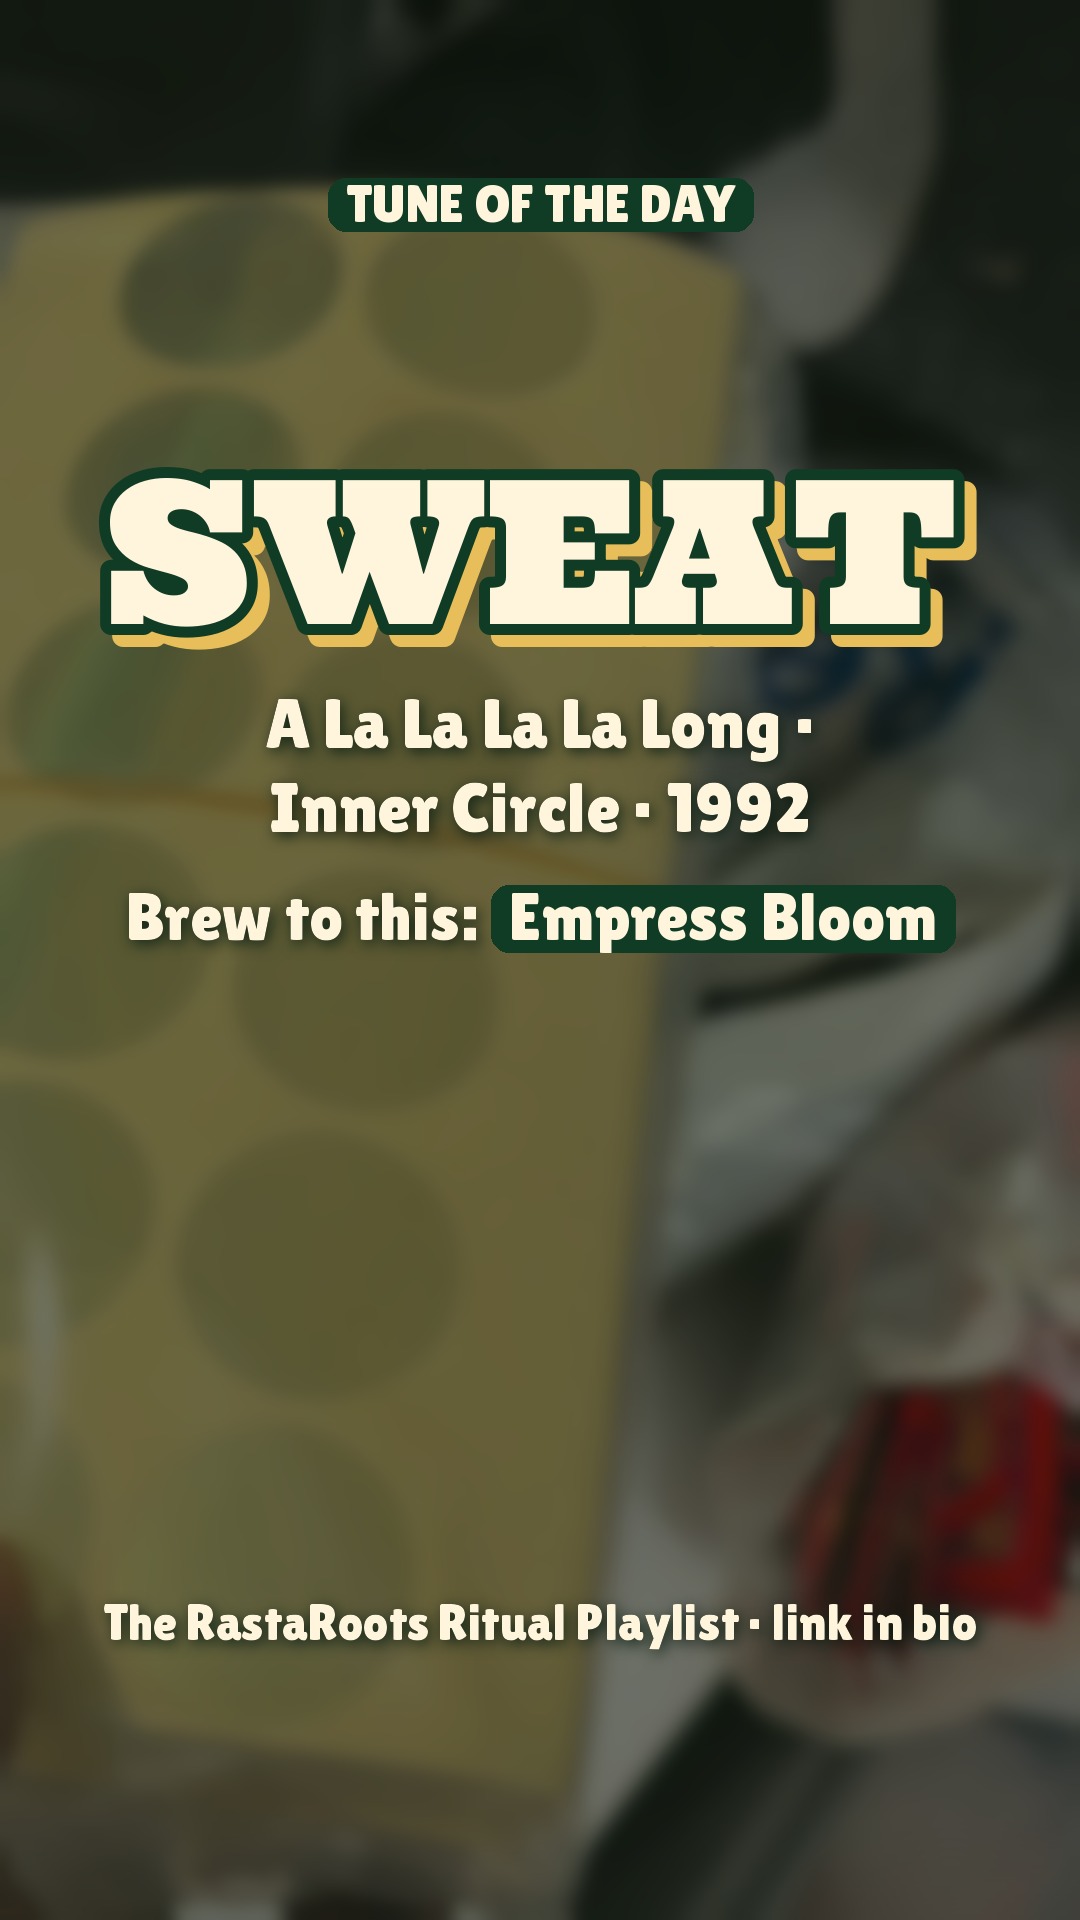 TUNE OF THE DAY
SWEAT
A La La La La Long ·
Inner Circle · 1992
Brew to this: Empress Bloom
The RastaRoots Ritual Playlist · link in bio